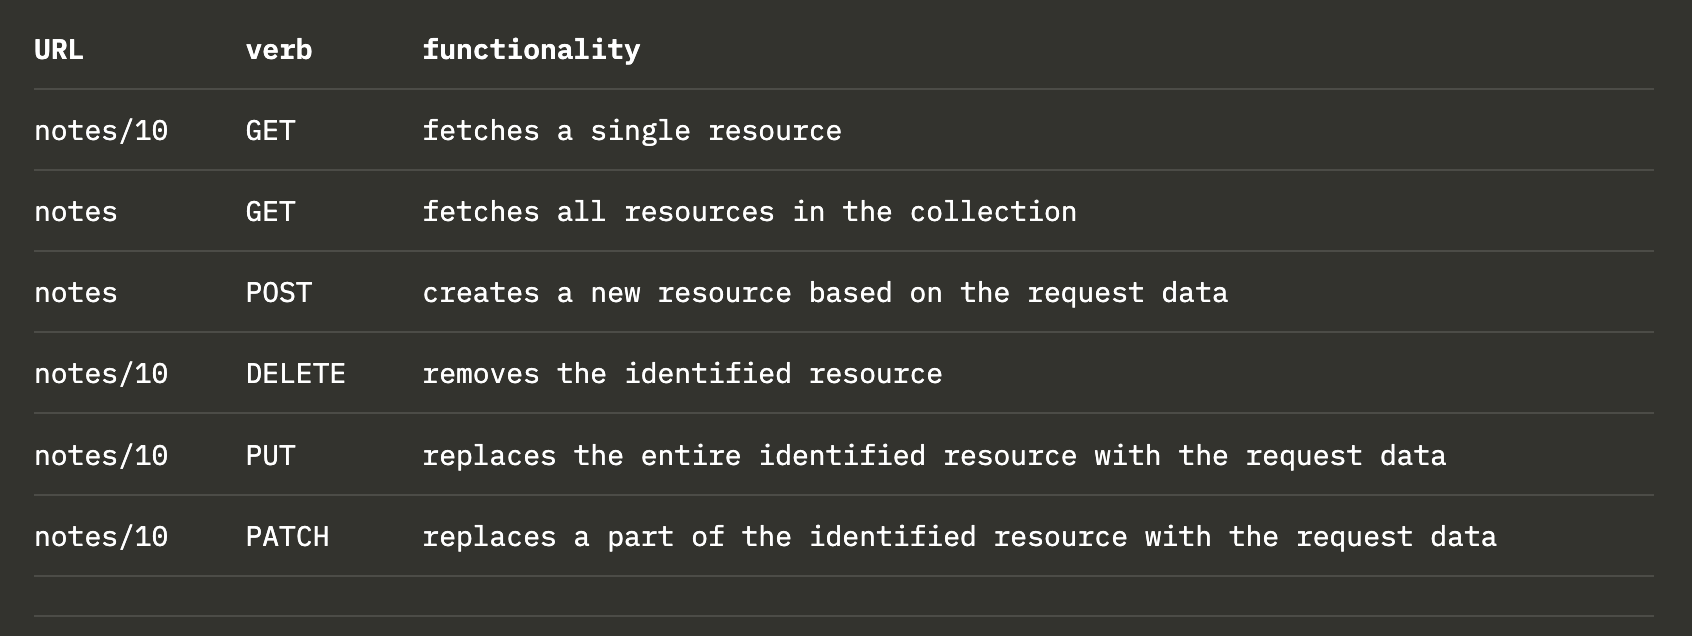 URL verb functionality
notes/10 GET fetches a single resource
notes GET fetches all resources in the collection
notes POST creates a new resource based on the request data
notes/10 DELETE removes the identified resource
notes/10 PUT replaces the entire identified resource with the request data
notes/10 PATCH replaces a part of the identified resource with the request data